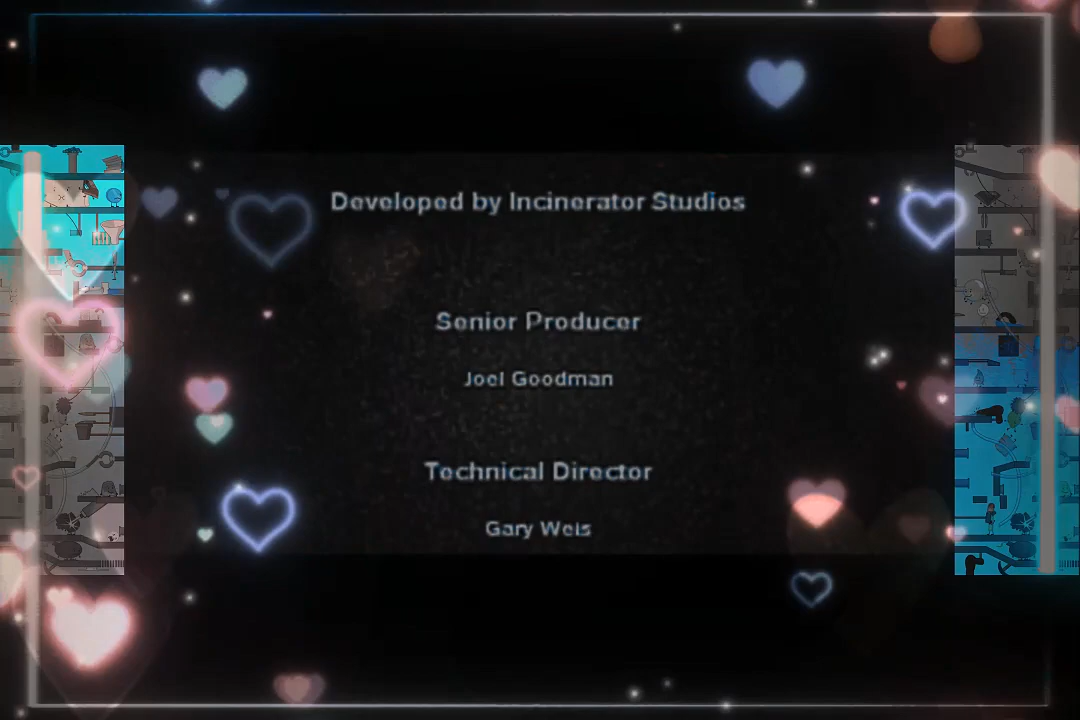 Developed by Incinerator Studios
Senior Producer
Joel Goodman
Technical Director
Gary Weis